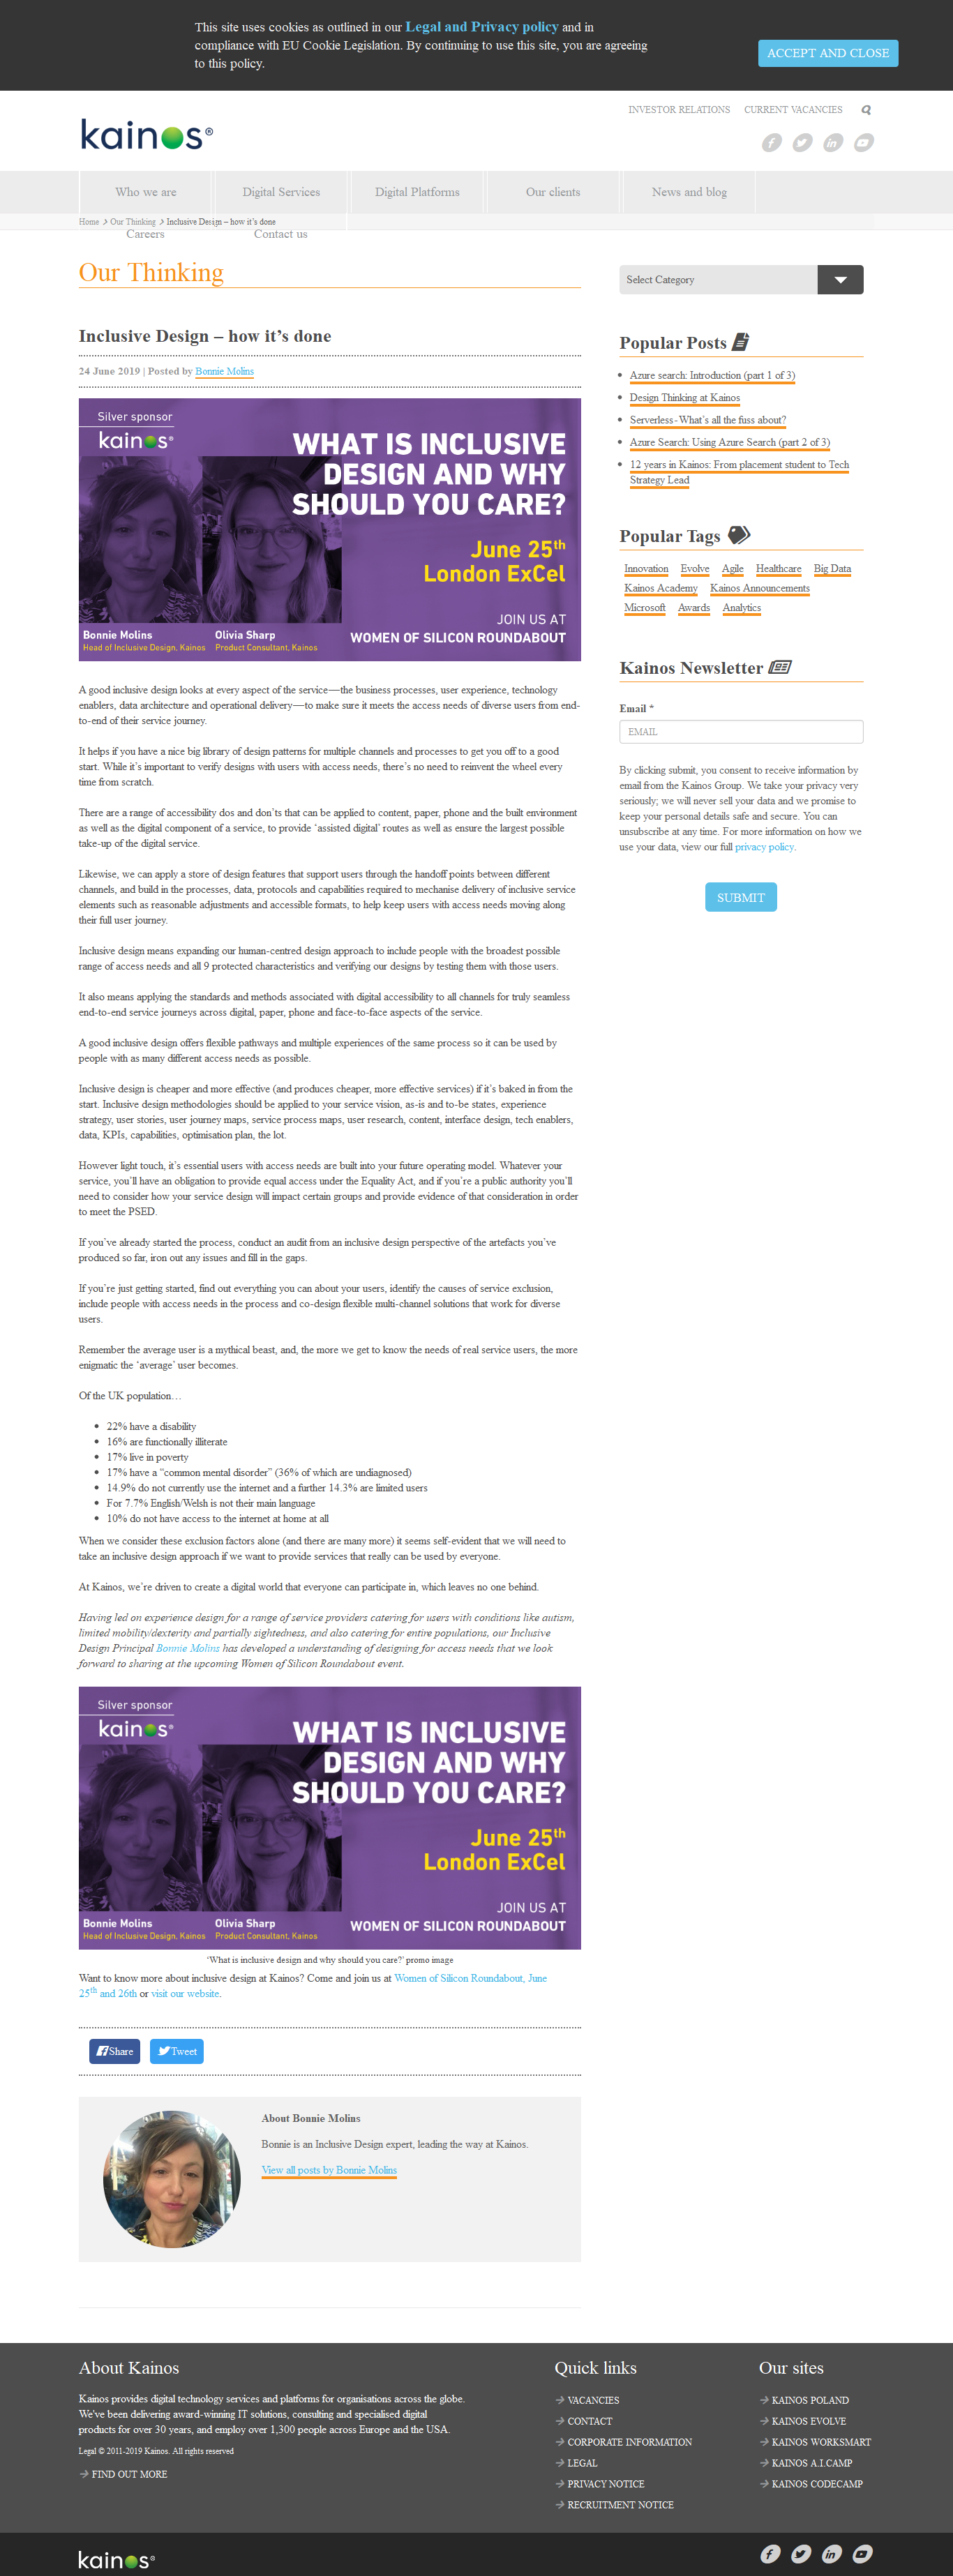 This site uses cookies as outlined in our Legal and Privacy policy and in
compliance with EU Cookie Legislation. By continuing to use this site, you are agreeing
to this policy.
ACCEPT AND CLOSE
INVESTOR RELATIONS CURRENT VACANCIES
kainos®
Who we are Digital Services Digital Platforms Our clients News and blog
Home > Our Thinking > Inclusive Design – how it’s done
Careers Contact us
Our Thinking
Inclusive Design – how it’s done
24 June 2019 | Posted by Bonnie Molins
Silver sponsor
kainos®
WHAT IS INCLUSIVE
DESIGN AND WHY
SHOULD YOU CARE?
June 25th
London ExCel
JOIN US AT
WOMEN OF SILICON ROUNDABOUT
Bonnie Molins
Head of Inclusive Design, Kainos
Olivia Sharp
Product Consultant, Kainos
A good inclusive design looks at every aspect of the service—the business processes, user experience, technology
enablers, data architecture and operational delivery—to make sure it meets the access needs of diverse users from end-
to-end of their service journey.
It helps if you have a nice big library of design patterns for multiple channels and processes to get you off to a good
start. While it’s important to verify designs with users with access needs, there’s no need to reinvent the wheel every
time from scratch.
There are a range of accessibility dos and don’ts that can be applied to content, paper, phone and the built environment
as well as the digital component of a service, to provide ‘assisted digital’ routes as well as ensure the largest possible
take-up of the digital service.
Likewise, we can apply a store of design features that support users through the handoff points between different
channels, and build in the processes, data, protocols and capabilities required to mechanise delivery of inclusive service
elements such as reasonable adjustments and accessible formats, to help keep users with access needs moving along
their full user journey.
Inclusive design means expanding our human-centred design approach to include people with the broadest possible
range of access needs and all 9 protected characteristics and verifying our designs by testing them with those users.
It also means applying the standards and methods associated with digital accessibility to all channels for truly seamless
end-to-end service journeys across digital, paper, phone and face-to-face aspects of the service.
A good inclusive design offers flexible pathways and multiple experiences of the same process so it can be used by
people with as many different access needs as possible.
Inclusive design is cheaper and more effective (and produces cheaper, more effective services) if it’s baked in from the
start. Inclusive design methodologies should be applied to your service vision, as-is and to-be states, experience
strategy, user stories, user journey maps, service process maps, user research, content, interface design, tech enablers,
data, KPIs, capabilities, optimisation plan, the lot.
However light touch, it’s essential users with access needs are built into your future operating model. Whatever your
service, you’ll have an obligation to provide equal access under the Equality Act, and if you’re a public authority you’ll
need to consider how your service design will impact certain groups and provide evidence of that consideration in order
to meet the PSED.
If you’ve already started the process, conduct an audit from an inclusive design perspective of the artefacts you’ve
produced so far, iron out any issues and fill in the gaps.
If you’re just getting started, find out everything you can about your users, identify the causes of service exclusion,
include people with access needs in the process and co-design flexible multi-channel solutions that work for diverse
users.
Remember the average user is a mythical beast, and, the more we get to know the needs of real service users, the more
enigmatic the ‘average’ user becomes.
Of the UK population…
• 22% have a disability
• 16% are functionally illiterate
• 17% live in poverty
• 17% have a “common mental disorder” (36% of which are undiagnosed)
• 14.9% do not currently use the internet and a further 14.3% are limited users
• For 7.7% English/Welsh is not their main language
• 10% do not have access to the internet at home at all
When we consider these exclusion factors alone (and there are many more) it seems self-evident that we will need to
take an inclusive design approach if we want to provide services that really can be used by everyone.
At Kainos, we’re driven to create a digital world that everyone can participate in, which leaves no one behind.
Having led on experience design for a range of service providers catering for users with conditions like autism,
limited mobility/dexterity and partially sightedness, and also catering for entire populations, our Inclusive
Design Principal Bonnie Molins has developed a understanding of designing for access needs that we look
forward to sharing at the upcoming Women of Silicon Roundabout event.
Silver sponsor
kainos®
WHAT IS INCLUSIVE
DESIGN AND WHY
SHOULD YOU CARE?
June 25th
London ExCel
JOIN US AT
WOMEN OF SILICON ROUNDABOUT
Bonnie Molins
Head of Inclusive Design, Kainos
Olivia Sharp
Product Consultant, Kainos
‘What is inclusive design and why should you care?’ promo image
Want to know more about inclusive design at Kainos? Come and join us at Women of Silicon Roundabout, June
25th and 26th or visit our website.
Share Tweet
About Bonnie Molins
Bonnie is an Inclusive Design expert, leading the way at Kainos.
View all posts by Bonnie Molins
Select Category
Popular Posts
• Azure search: Introduction (part 1 of 3)
• Design Thinking at Kainos
• Serverless - What’s all the fuss about?
• Azure Search: Using Azure Search (part 2 of 3)
• 12 years in Kainos: From placement student to Tech
Strategy Lead
Popular Tags
Innovation Evolve Agile Healthcare Big Data
Kainos Academy Kainos Announcements
Microsoft Awards Analytics
Kainos Newsletter
Email *
EMAIL
By clicking submit, you consent to receive information by
email from the Kainos Group. We take your privacy very
seriously; we will never sell your data and we promise to
keep your personal details safe and secure. You can
unsubscribe at any time. For more information on how we
use your data, view our full privacy policy.
SUBMIT
About Kainos
Kainos provides digital technology services and platforms for organisations across the globe.
We've been delivering award-winning IT solutions, consulting and specialised digital
products for over 30 years, and employ over 1,300 people across Europe and the USA.
Legal © 2011-2019 Kainos. All rights reserved
FIND OUT MORE
Quick links
VACANCIES
CONTACT
CORPORATE INFORMATION
LEGAL
PRIVACY NOTICE
RECRUITMENT NOTICE
Our sites
KAINOS POLAND
KAINOS EVOLVE
KAINOS WORKSMART
KAINOS A.I.CAMP
KAINOS CODECAMP
kainos®